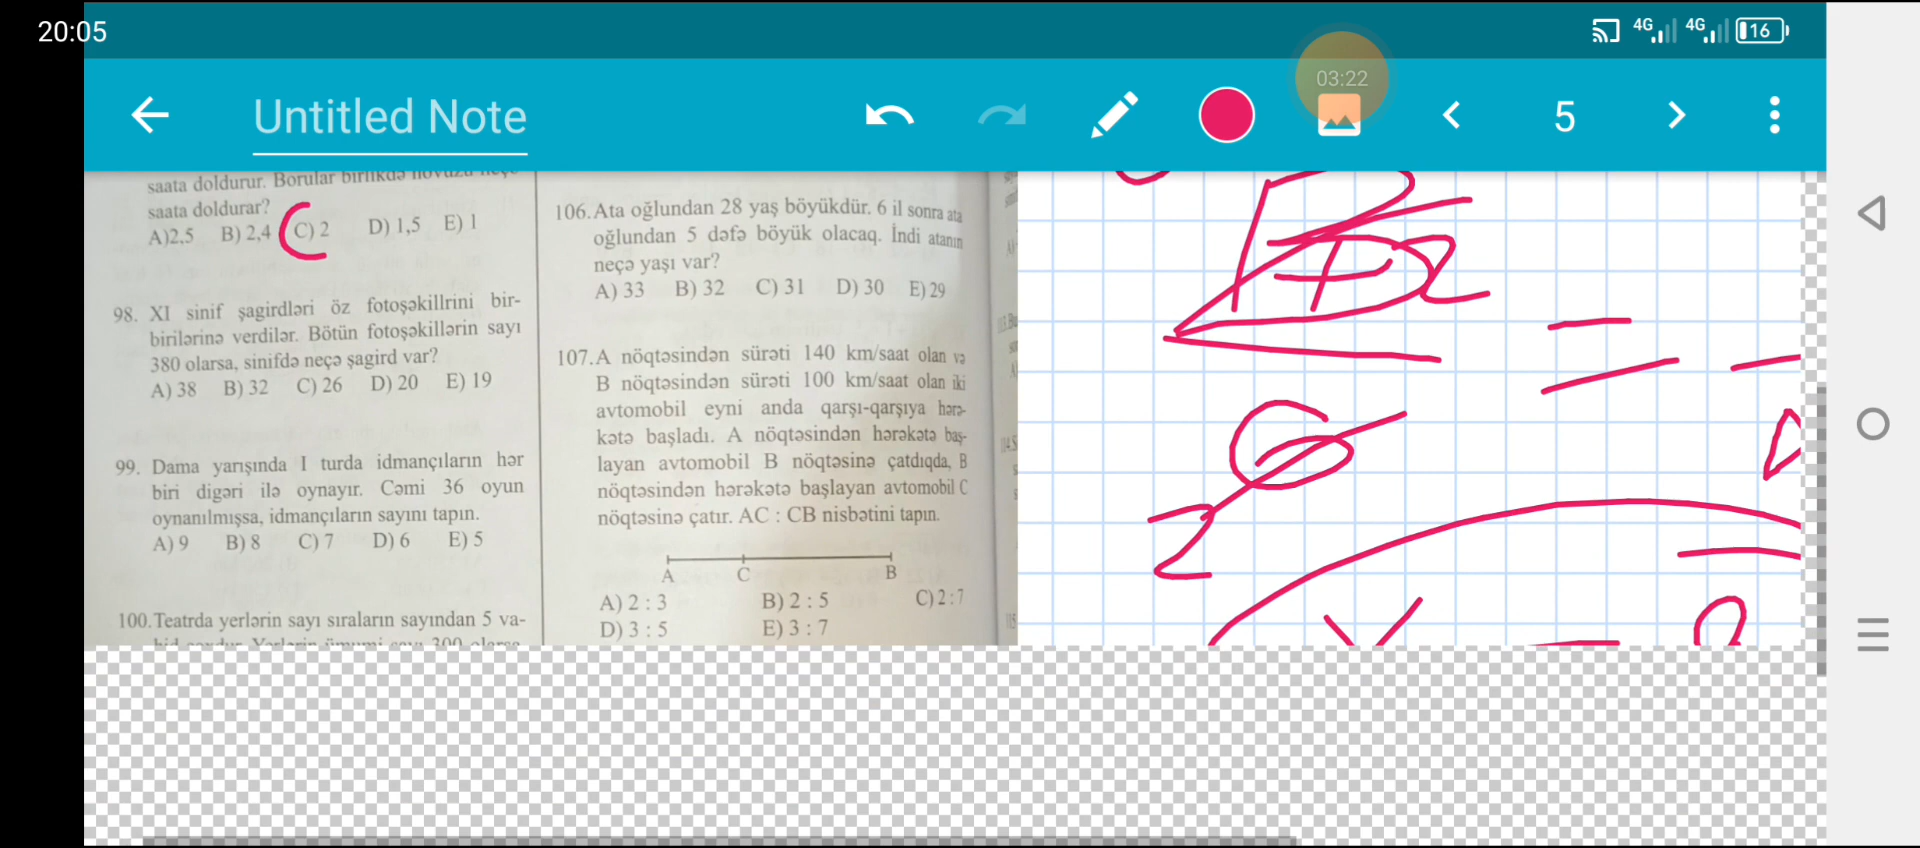 20:05
4G 4G 16
03:22
Untitled Note
5
saata doldurur. Borular birlikdə hovuzu neçə
saata doldurar?
A)2,5 B) 2,4 C) 2 D) 1,5 E) 1
98. XI sinif şagirdləri öz fotoşəkillrini bir-
birilərinə verdilər. Bötün fotoşəkillərin sayı
380 olarsa, sinifdə neçə şagird var?
A) 38 B) 32 C) 26 D) 20 E) 19
99. Dama yarışında I turda idmançıların hər
biri digəri ilə oynayır. Cəmi 36 oyun
oynanılmışsa, idmançıların sayını tapın.
A) 9 B) 8 C) 7 D) 6 E) 5
100. Teatrda yerlərin sayı sıraların sayından 5 va-
106. Ata oğlundan 28 yaş böyükdür. 6 il sonra ata
oğlundan 5 dəfə böyük olacaq. İndi atanın
neçə yaşı var?
A) 33 B) 32 C) 31 D) 30 E) 29
107. A nöqtəsindən sürəti 140 km/saat olan və
B nöqtəsindən sürəti 100 km/saat olan iki
avtomobil eyni anda qarşı-qarşıya hərə-
kətə başladı. A nöqtəsindən hərəkətə baş-
layan avtomobil B nöqtəsinə çatdıqda, B
nöqtəsindən hərəkətə başlayan avtomobil C
nöqtəsinə çatır. AC : CB nisbətini tapın.
A C B
A) 2 : 3 B) 2 : 5 C) 2 : 7
D) 3 : 5 E) 3 : 7